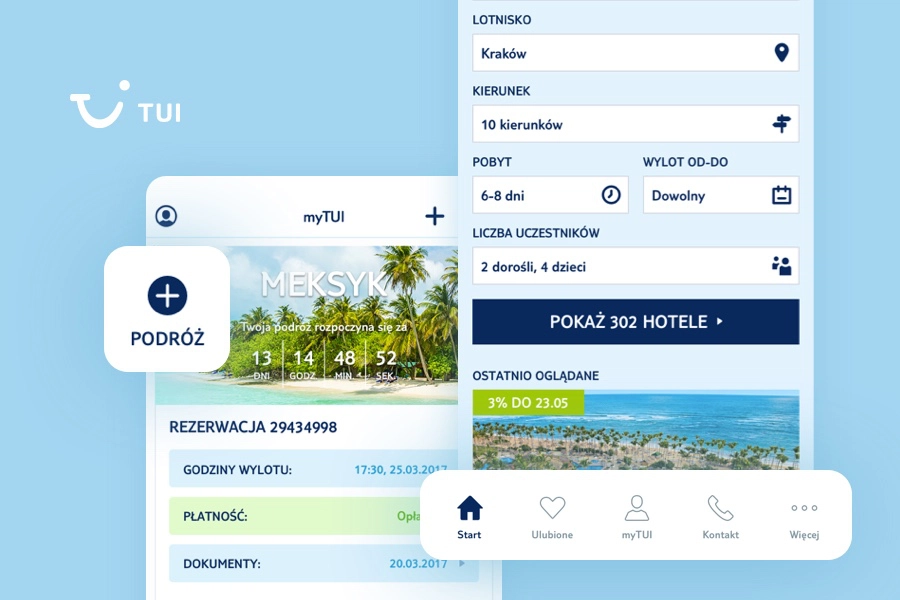 TUI
myTUI
PODRÓŻ
MEKSYK
Twoja podróż rozpoczyna się za
13 14 48 52
DNI GODZ. MIN. SEK.
REZERWACJA 29434998
GODZINY WYLOTU: 17:30, 25.03.2017
PŁATNOŚĆ:
DOKUMENTY: 20.03.2017
LOTNISKO
Kraków
KIERUNEK
10 kierunków
POBYT WYLOT OD-DO
6-8 dni Dowolny
LICZBA UCZESTNIKÓW
2 dorośli, 4 dzieci
POKAŻ 302 HOTELE
OSTATNIO OGLĄDANE
3% DO 23.05
Start Ulubione myTUI Kontakt Więcej